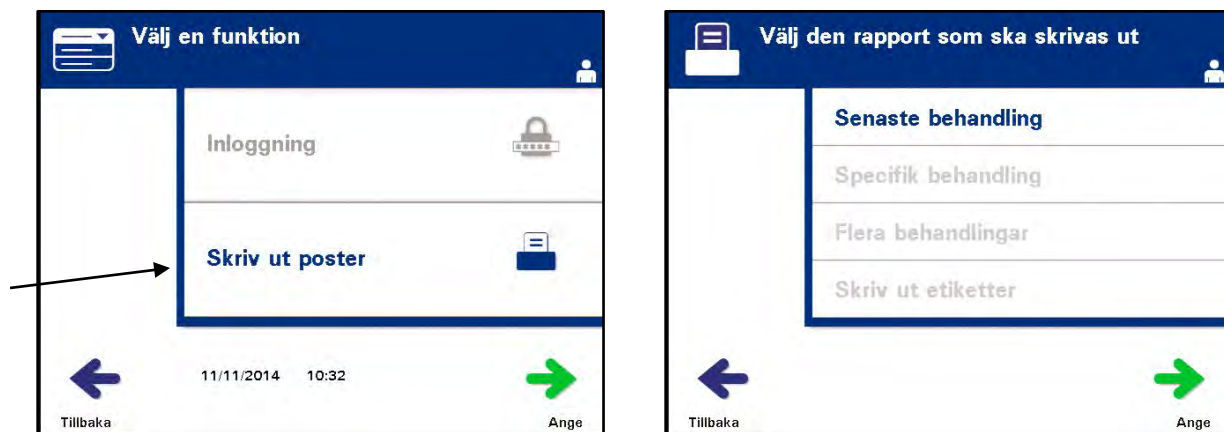 Välj en funktion
Inloggning
Skriv ut poster
11/11/2014 10:32
Tillbaka
Ange
Välj den rapport som ska skrivas ut
Senaste behandling
Specifik behandling
Flera behandlingar
Skriv ut etiketter
Tillbaka
Ange